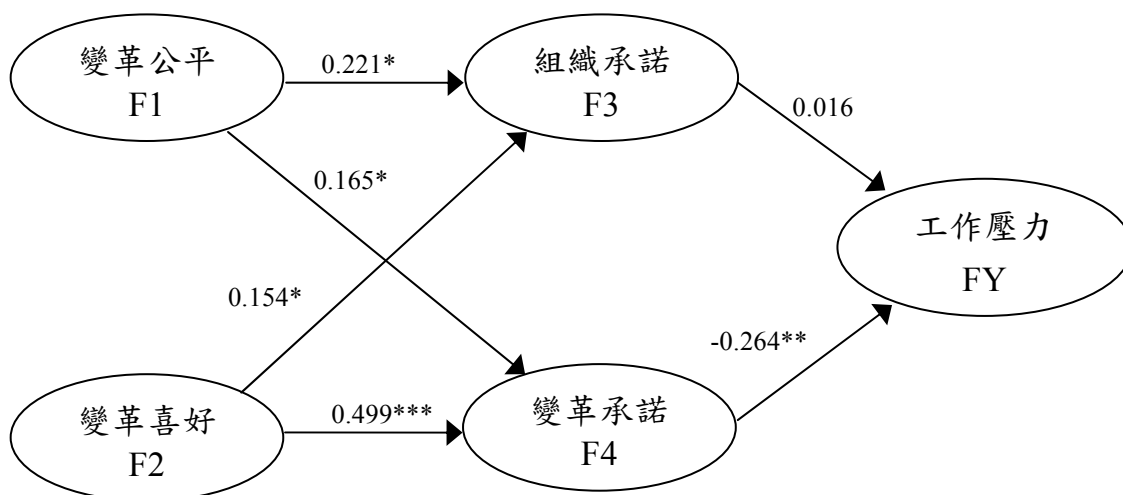 變革公平
F1
0.221*
組織承諾
F3
0.016
0.165*
工作壓力
FY
0.154*
-0.264**
變革喜好
F2
0.499***
變革承諾
F4